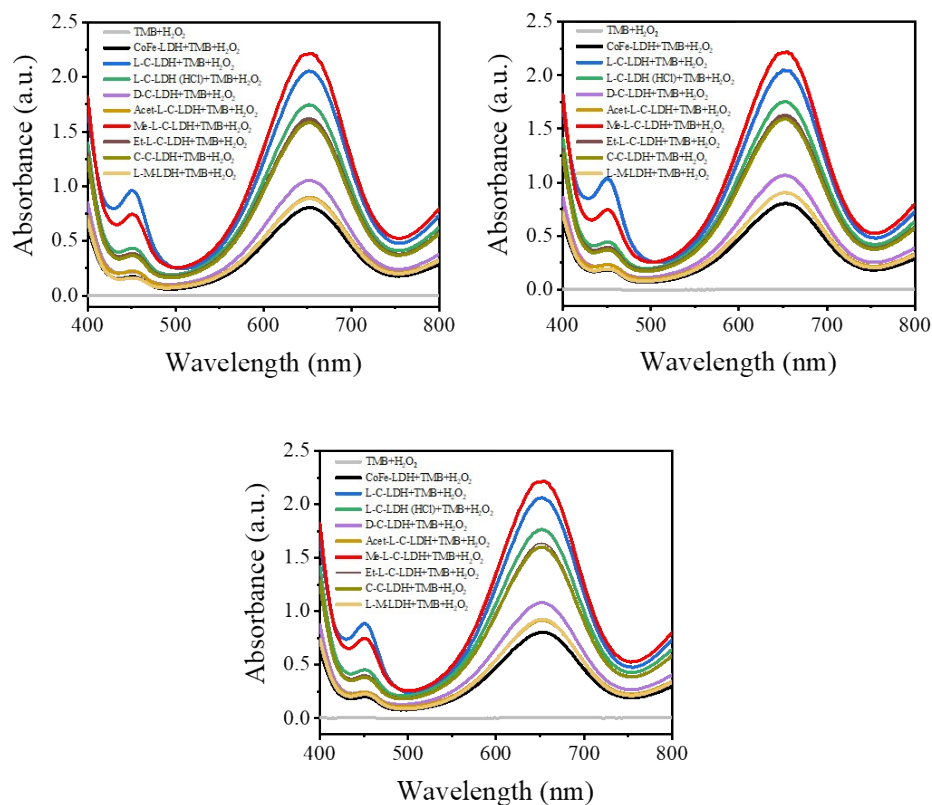 2.5
2.0
1.5
1.0
0.5
0.0
Absorbance (a.u.)
TMB+H₂O₂
CoFe-LDH+TMB+H₂O₂
L-C-LDH+TMB+H₂O₂
L-C-LDH (HCl)+TMB+H₂O₂
D-C-LDH+TMB+H₂O₂
Acet-L-C-LDH+TMB+H₂O₂
Me-L-C-LDH+TMB+H₂O₂
Et-L-C-LDH+TMB+H₂O₂
C-C-LDH+TMB+H₂O₂
L-M-LDH+TMB+H₂O₂
400 500 600 700 800
Wavelength (nm)
2.5
2.0
1.5
1.0
0.5
0.0
Absorbance (a.u.)
TMB+H₂O₂
CoFe-LDH+TMB+H₂O₂
L-C-LDH+TMB+H₂O₂
L-C-LDH (HCl)+TMB+H₂O₂
D-C-LDH+TMB+H₂O₂
Acet-L-C-LDH+TMB+H₂O₂
Me-L-C-LDH+TMB+H₂O₂
Et-L-C-LDH+TMB+H₂O₂
C-C-LDH+TMB+H₂O₂
L-M-LDH+TMB+H₂O₂
400 500 600 700 800
Wavelength (nm)
2.5
2.0
1.5
1.0
0.5
0.0
Absorbance (a.u.)
TMB+H₂O₂
CoFe-LDH+TMB+H₂O₂
L-C-LDH+TMB+H₂O₂
L-C-LDH (HCl)+TMB+H₂O₂
D-C-LDH+TMB+H₂O₂
Acet-L-C-LDH+TMB+H₂O₂
Me-L-C-LDH+TMB+H₂O₂
Et-L-C-LDH+TMB+H₂O₂
C-C-LDH+TMB+H₂O₂
L-M-LDH+TMB+H₂O₂
400 500 600 700 800
Wavelength (nm)